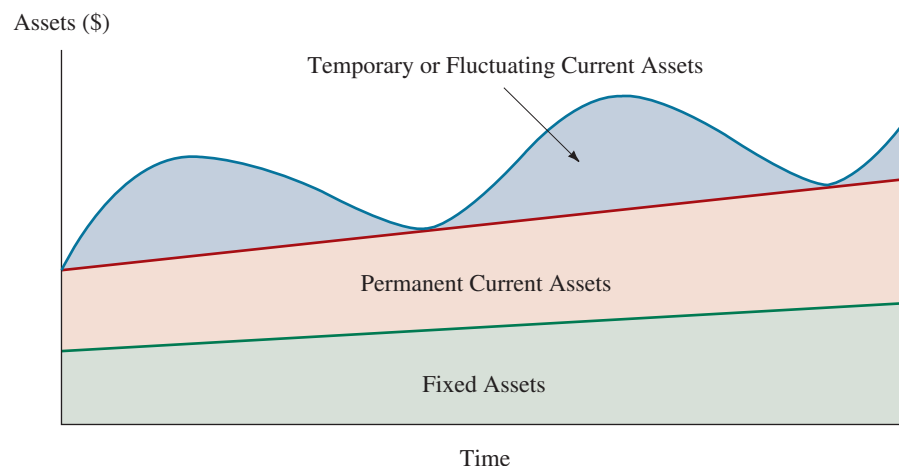 Assets ($)
Temporary or Fluctuating Current Assets
Permanent Current Assets
Fixed Assets
Time